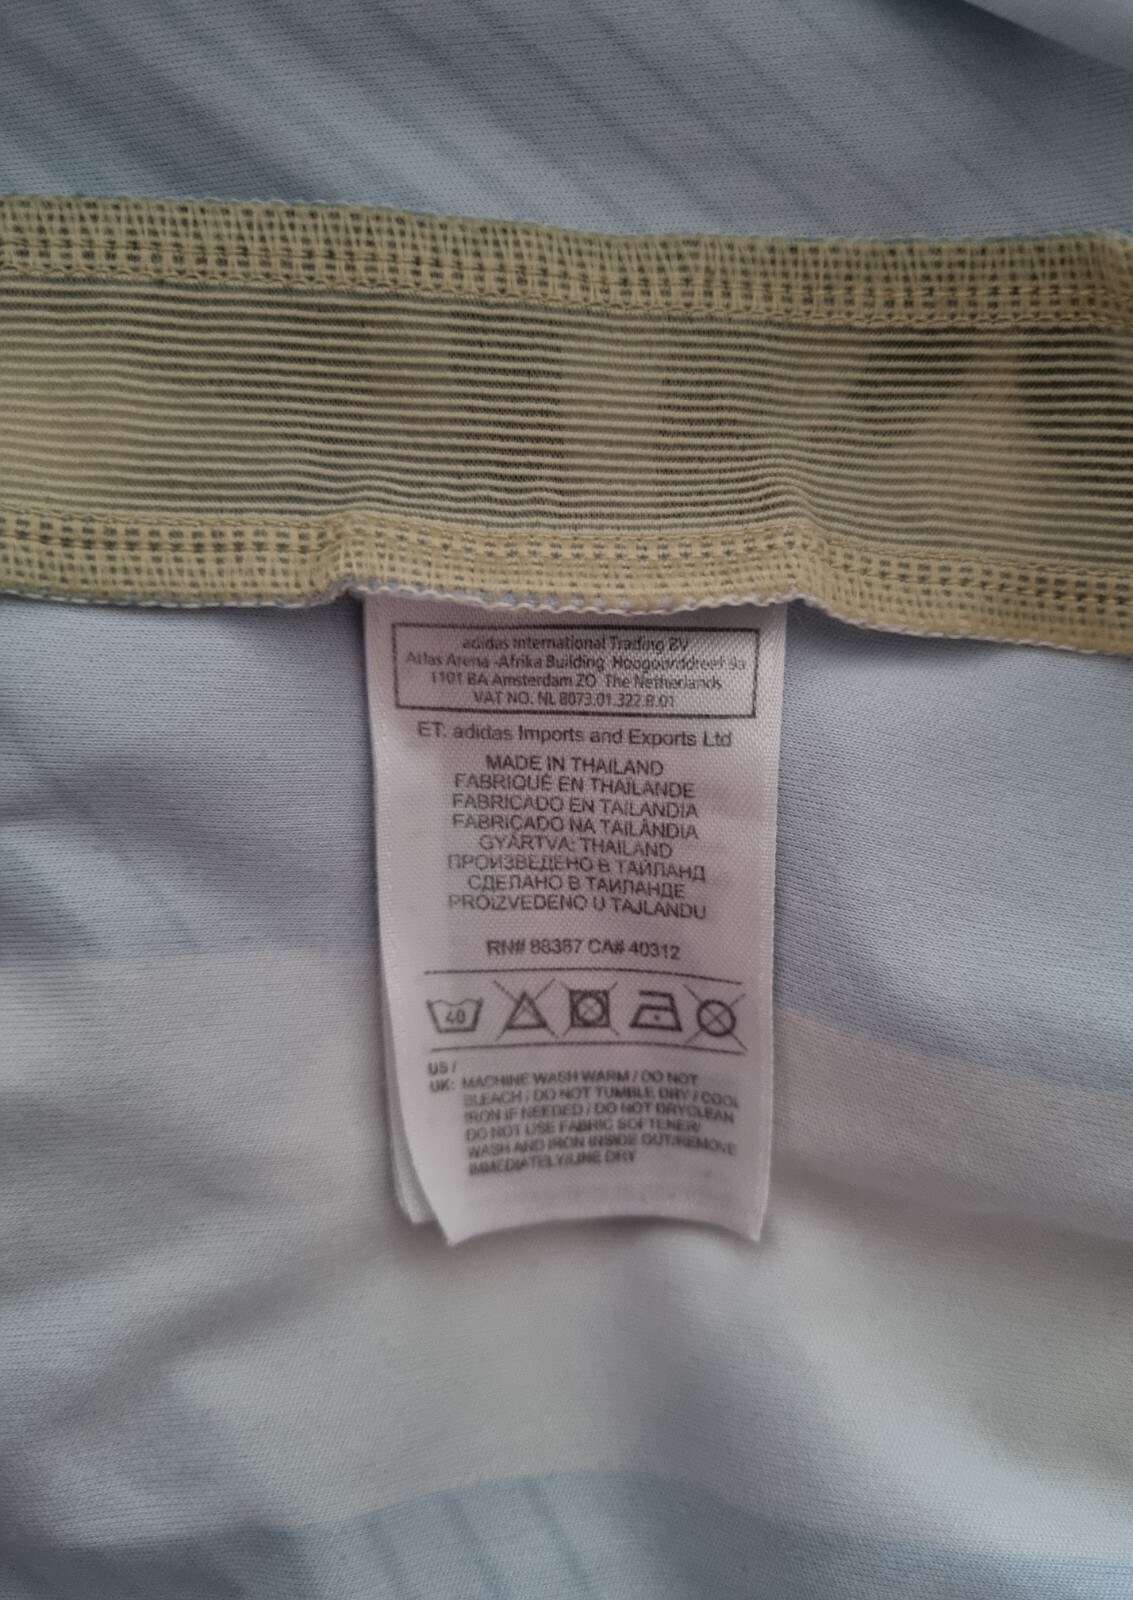 adidas International Trading BV
Atlas Arena -Afrika Building Hoogoorddreef 9a
1101 BA Amsterdam ZO The Netherlands
VAT NO. NL 8073.01.322.B.01
ET: adidas Imports and Exports Ltd
MADE IN THAILAND
FABRIQUÉ EN THAÏLANDE
FABRICADO EN TAILANDIA
FABRICADO NA TAILÂNDIA
GYÁRTVA: THAILAND
ПРОИЗВЕДЕНО В ТАЙЛАНД
СДЕЛАНО В ТАИЛАНДЕ
PROIZVEDENO U TAJLANDU
RN# 88387 CA# 40312
40
US /
UK: MACHINE WASH WARM / DO NOT
BLEACH / DO NOT TUMBLE DRY / COOL
IRON IF NEEDED / DO NOT DRYCLEAN
DO NOT USE FABRIC SOFTENER/
WASH AND IRON INSIDE OUT/REMOVE
IMMEDIATELY/LINE DRY